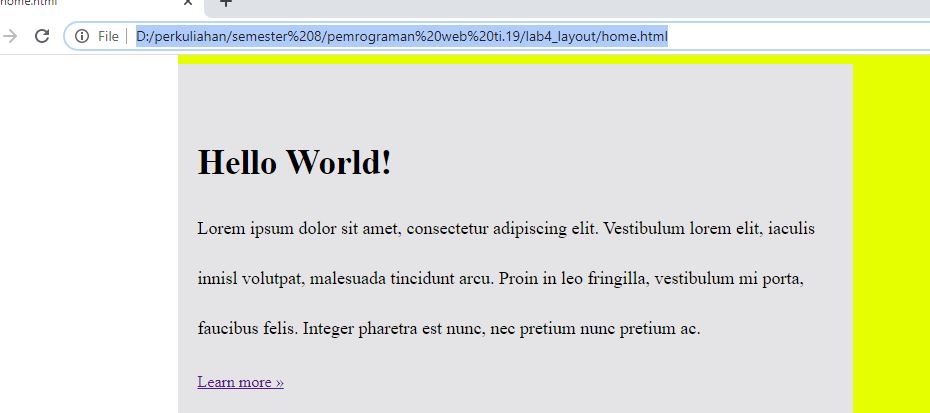 home.html
File
D:/perkuliahan/semester%208/pemrograman%20web%20ti.19/lab4_layout/home.html
Hello World!
Lorem ipsum dolor sit amet, consectetur adipiscing elit. Vestibulum lorem elit, iaculis
innisl volutpat, malesuada tincidunt arcu. Proin in leo fringilla, vestibulum mi porta,
faucibus felis. Integer pharetra est nunc, nec pretium nunc pretium ac.
Learn more »